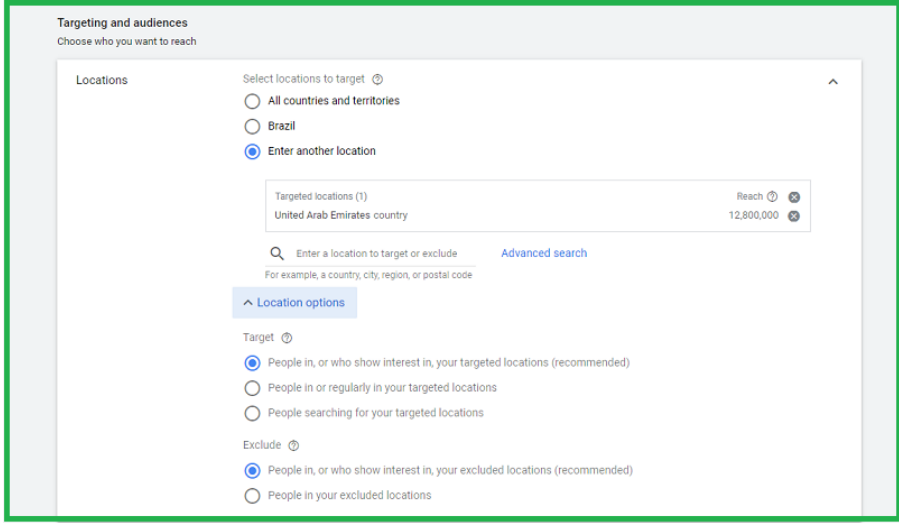 Targeting and audiences
Choose who you want to reach
Locations
Select locations to target
All countries and territories
Brazil
Enter another location
Targeted locations (1) Reach
United Arab Emirates country 12,800,000
Enter a location to target or exclude Advanced search
For example, a country, city, region, or postal code
Location options
Target
People in, or who show interest in, your targeted locations (recommended)
People in or regularly in your targeted locations
People searching for your targeted locations
Exclude
People in, or who show interest in, your excluded locations (recommended)
People in your excluded locations